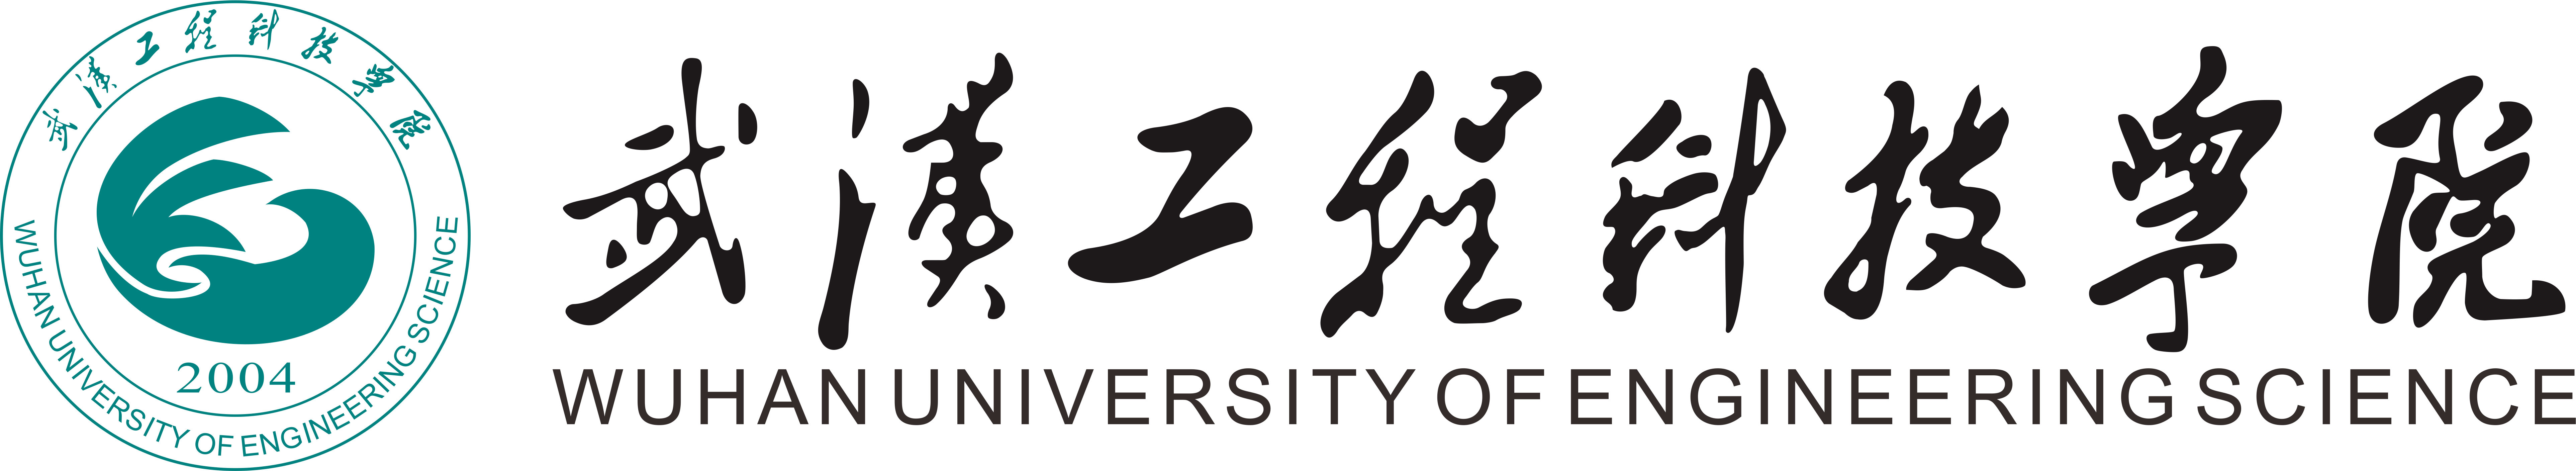 武漢工程科技學院
2004
WUHAN UNIVERSITY OF ENGINEERING SCIENCE
武漢工程科技學院
WUHAN UNIVERSITY OF ENGINEERING SCIENCE